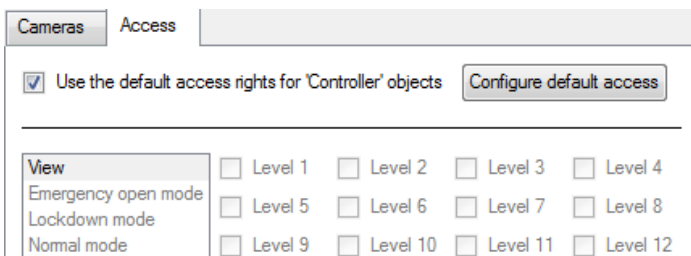 Cameras Access
Use the default access rights for 'Controller' objects Configure default access
View Level 1 Level 2 Level 3 Level 4
Emergency open mode
Lockdown mode Level 5 Level 6 Level 7 Level 8
Normal mode Level 9 Level 10 Level 11 Level 12